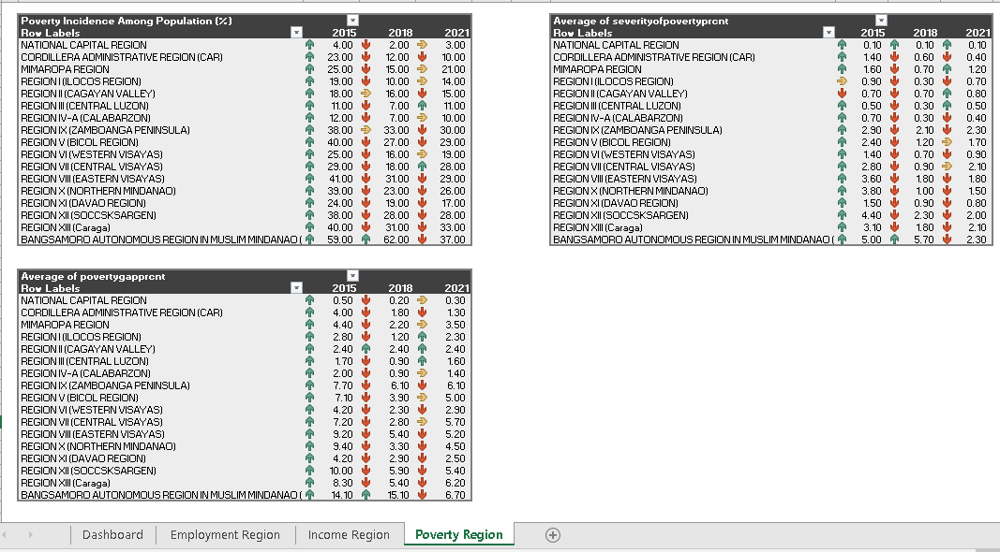 Poverty Incidence Among Population (%)
Row Labels 2015 2018 2021
NATIONAL CAPITAL REGION 4.00 2.00 3.00
CORDILLERA ADMINISTRATIVE REGION (CAR) 23.00 12.00 10.00
MIMAROPA REGION 25.00 15.00 21.00
REGION I (ILOCOS REGION) 19.00 10.00 14.00
REGION II (CAGAYAN VALLEY) 18.00 16.00 15.00
REGION III (CENTRAL LUZON) 11.00 7.00 11.00
REGION IV-A (CALABARZON) 12.00 7.00 10.00
REGION IX (ZAMBOANGA PENINSULA) 38.00 33.00 30.00
REGION V (BICOL REGION) 40.00 27.00 29.00
REGION VI (WESTERN VISAYAS) 25.00 16.00 19.00
REGION VII (CENTRAL VISAYAS) 29.00 18.00 28.00
REGION VIII (EASTERN VISAYAS) 41.00 31.00 29.00
REGION X (NORTHERN MINDANAO) 39.00 23.00 26.00
REGION XI (DAVAO REGION) 24.00 19.00 17.00
REGION XII (SOCCSKSARGEN) 38.00 28.00 28.00
REGION XIII (Caraga) 40.00 31.00 33.00
BANGSAMORO AUTONOMOUS REGION IN MUSLIM MINDANAO ( 59.00 62.00 37.00
Average of severityofpovertyprcnt
Row Labels 2015 2018 2021
NATIONAL CAPITAL REGION 0.10 0.10 0.10
CORDILLERA ADMINISTRATIVE REGION (CAR) 1.40 0.60 0.40
MIMAROPA REGION 1.60 0.70 1.20
REGION I (ILOCOS REGION) 0.90 0.30 0.70
REGION II (CAGAYAN VALLEY) 0.70 0.70 0.80
REGION III (CENTRAL LUZON) 0.50 0.30 0.50
REGION IV-A (CALABARZON) 0.70 0.30 0.40
REGION IX (ZAMBOANGA PENINSULA) 2.90 2.10 2.30
REGION V (BICOL REGION) 2.40 1.20 1.70
REGION VI (WESTERN VISAYAS) 1.40 0.70 0.90
REGION VII (CENTRAL VISAYAS) 2.80 0.90 2.10
REGION VIII (EASTERN VISAYAS) 3.60 1.80 1.80
REGION X (NORTHERN MINDANAO) 3.80 1.00 1.50
REGION XI (DAVAO REGION) 1.50 0.90 0.80
REGION XII (SOCCSKSARGEN) 4.40 2.30 2.00
REGION XIII (Caraga) 3.10 1.80 2.10
BANGSAMORO AUTONOMOUS REGION IN MUSLIM MINDANAO ( 5.00 5.70 2.30
Average of povertygapprcnt
Row Labels 2015 2018 2021
NATIONAL CAPITAL REGION 0.50 0.20 0.30
CORDILLERA ADMINISTRATIVE REGION (CAR) 4.00 1.80 1.30
MIMAROPA REGION 4.40 2.20 3.50
REGION I (ILOCOS REGION) 2.80 1.20 2.30
REGION II (CAGAYAN VALLEY) 2.40 2.40 2.40
REGION III (CENTRAL LUZON) 1.70 0.90 1.60
REGION IV-A (CALABARZON) 2.00 0.90 1.40
REGION IX (ZAMBOANGA PENINSULA) 7.70 6.10 6.10
REGION V (BICOL REGION) 7.10 3.90 5.00
REGION VI (WESTERN VISAYAS) 4.20 2.30 2.90
REGION VII (CENTRAL VISAYAS) 7.20 2.80 5.70
REGION VIII (EASTERN VISAYAS) 9.20 5.40 5.20
REGION X (NORTHERN MINDANAO) 9.40 3.30 4.50
REGION XI (DAVAO REGION) 4.20 2.90 2.50
REGION XII (SOCCSKSARGEN) 10.00 5.90 5.40
REGION XIII (Caraga) 8.30 5.40 6.20
BANGSAMORO AUTONOMOUS REGION IN MUSLIM MINDANAO ( 14.10 15.10 6.70
Dashboard Employment Region Income Region Poverty Region